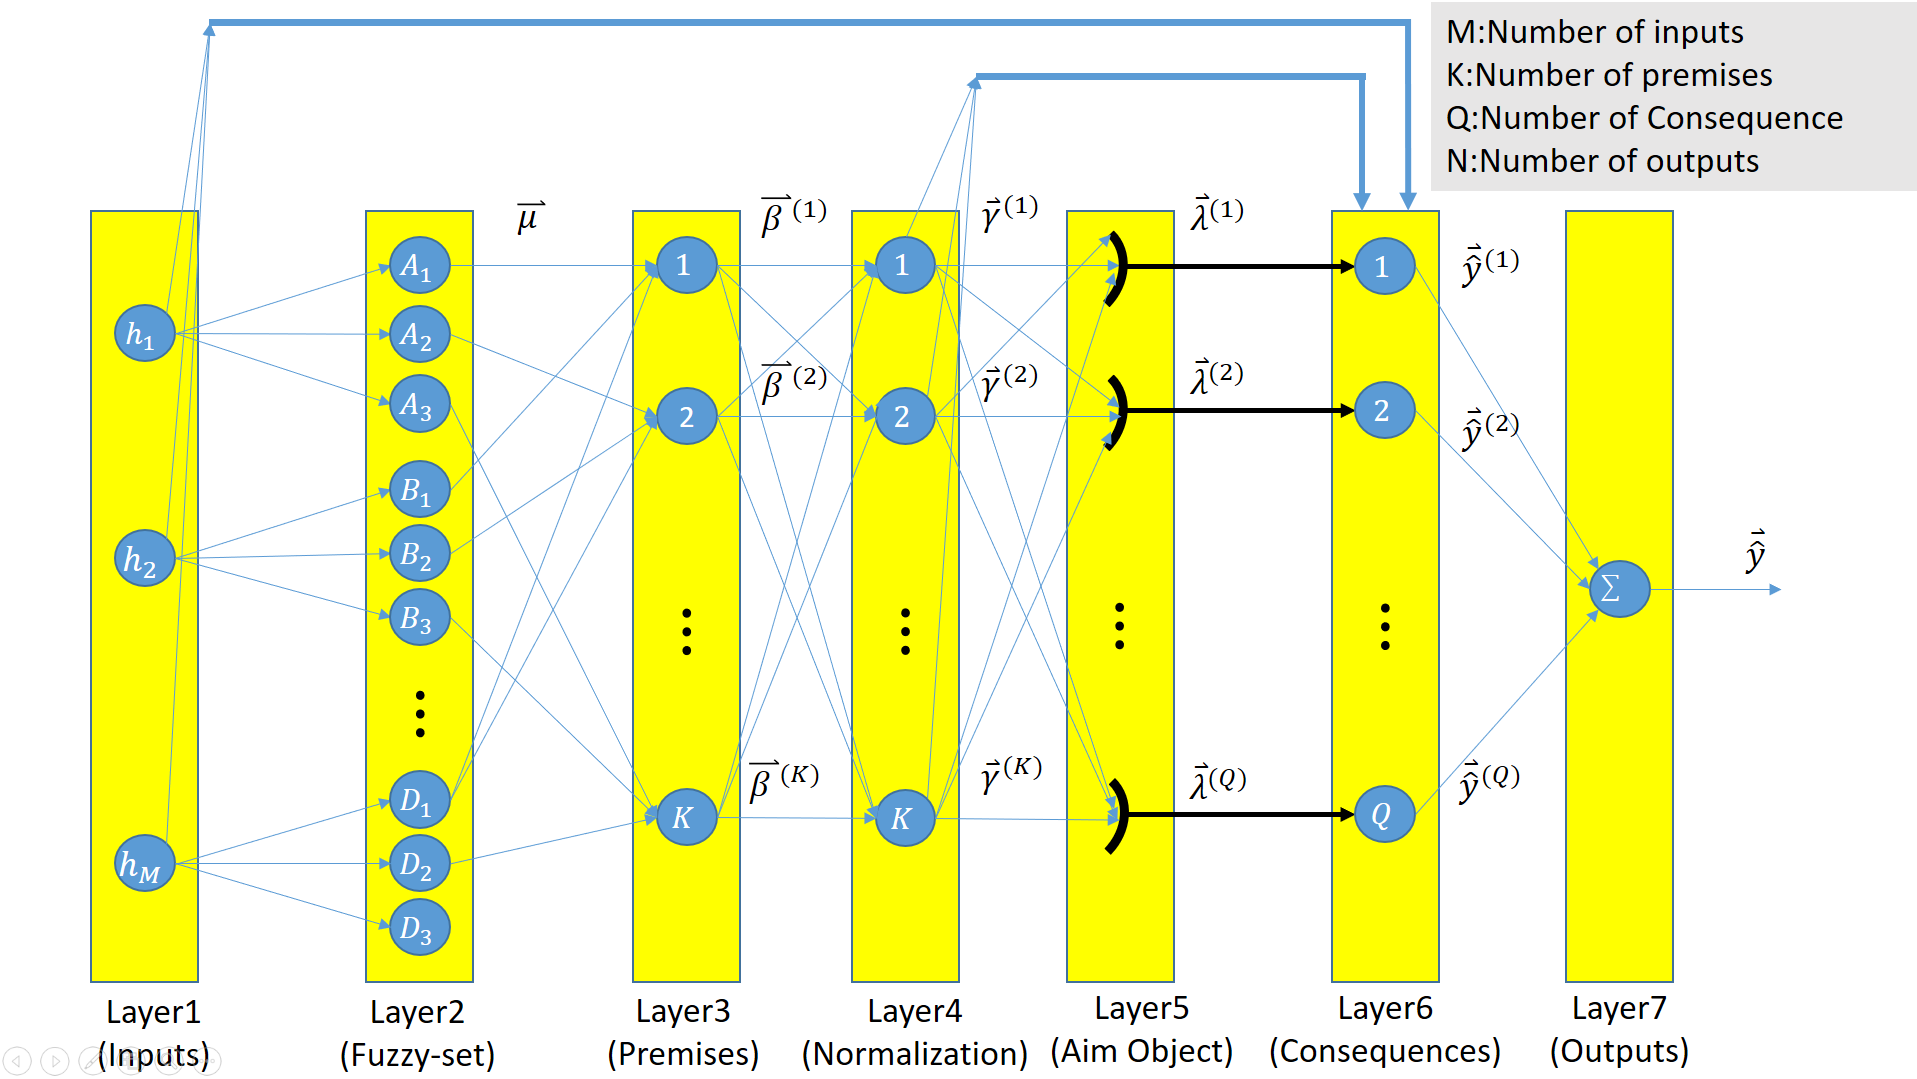 M:Number of inputs
K:Number of premises
Q:Number of Consequence
N:Number of outputs
h₁
h₂
h_M
A₁
A₂
A₃
B₁
B₂
B₃
⋮
D₁
D₂
D₃
μ⃗
1
2
⋮
K
β⃗⁽¹⁾
β⃗⁽²⁾
β⃗⁽ᴷ⁾
1
2
⋮
K
γ⃗⁽¹⁾
γ⃗⁽²⁾
γ⃗⁽ᴷ⁾
⋮
λ⃗⁽¹⁾
λ⃗⁽²⁾
λ⃗^(Q)
1
2
⋮
Q
ŷ⃗⁽¹⁾
ŷ⃗⁽²⁾
ŷ⃗^(Q)
Σ
ŷ⃗
Layer1
(Inputs)
Layer2
(Fuzzy-set)
Layer3
(Premises)
Layer4
(Normalization)
Layer5
(Aim Object)
Layer6
(Consequences)
Layer7
(Outputs)